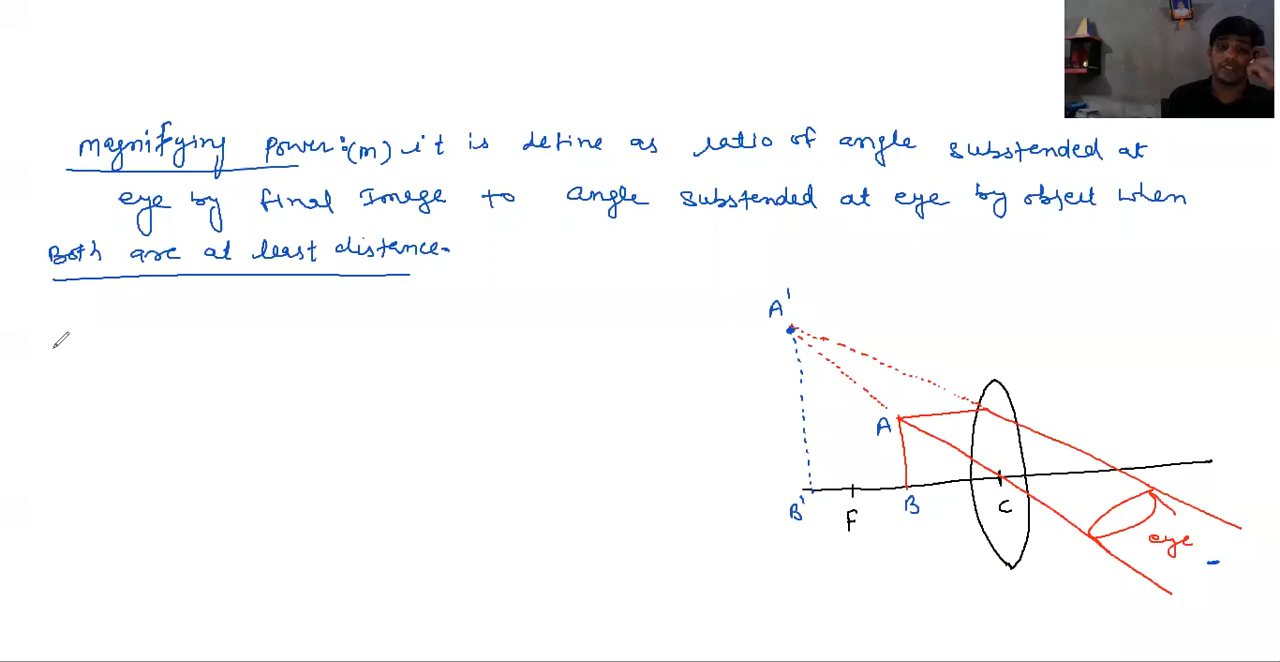 magnifying power:(m) it is define as ratio of angle substended at
eye by final Image to angle substended at eye by object when
Both are at least distance.
A'
A
B'
F
B
C
eye